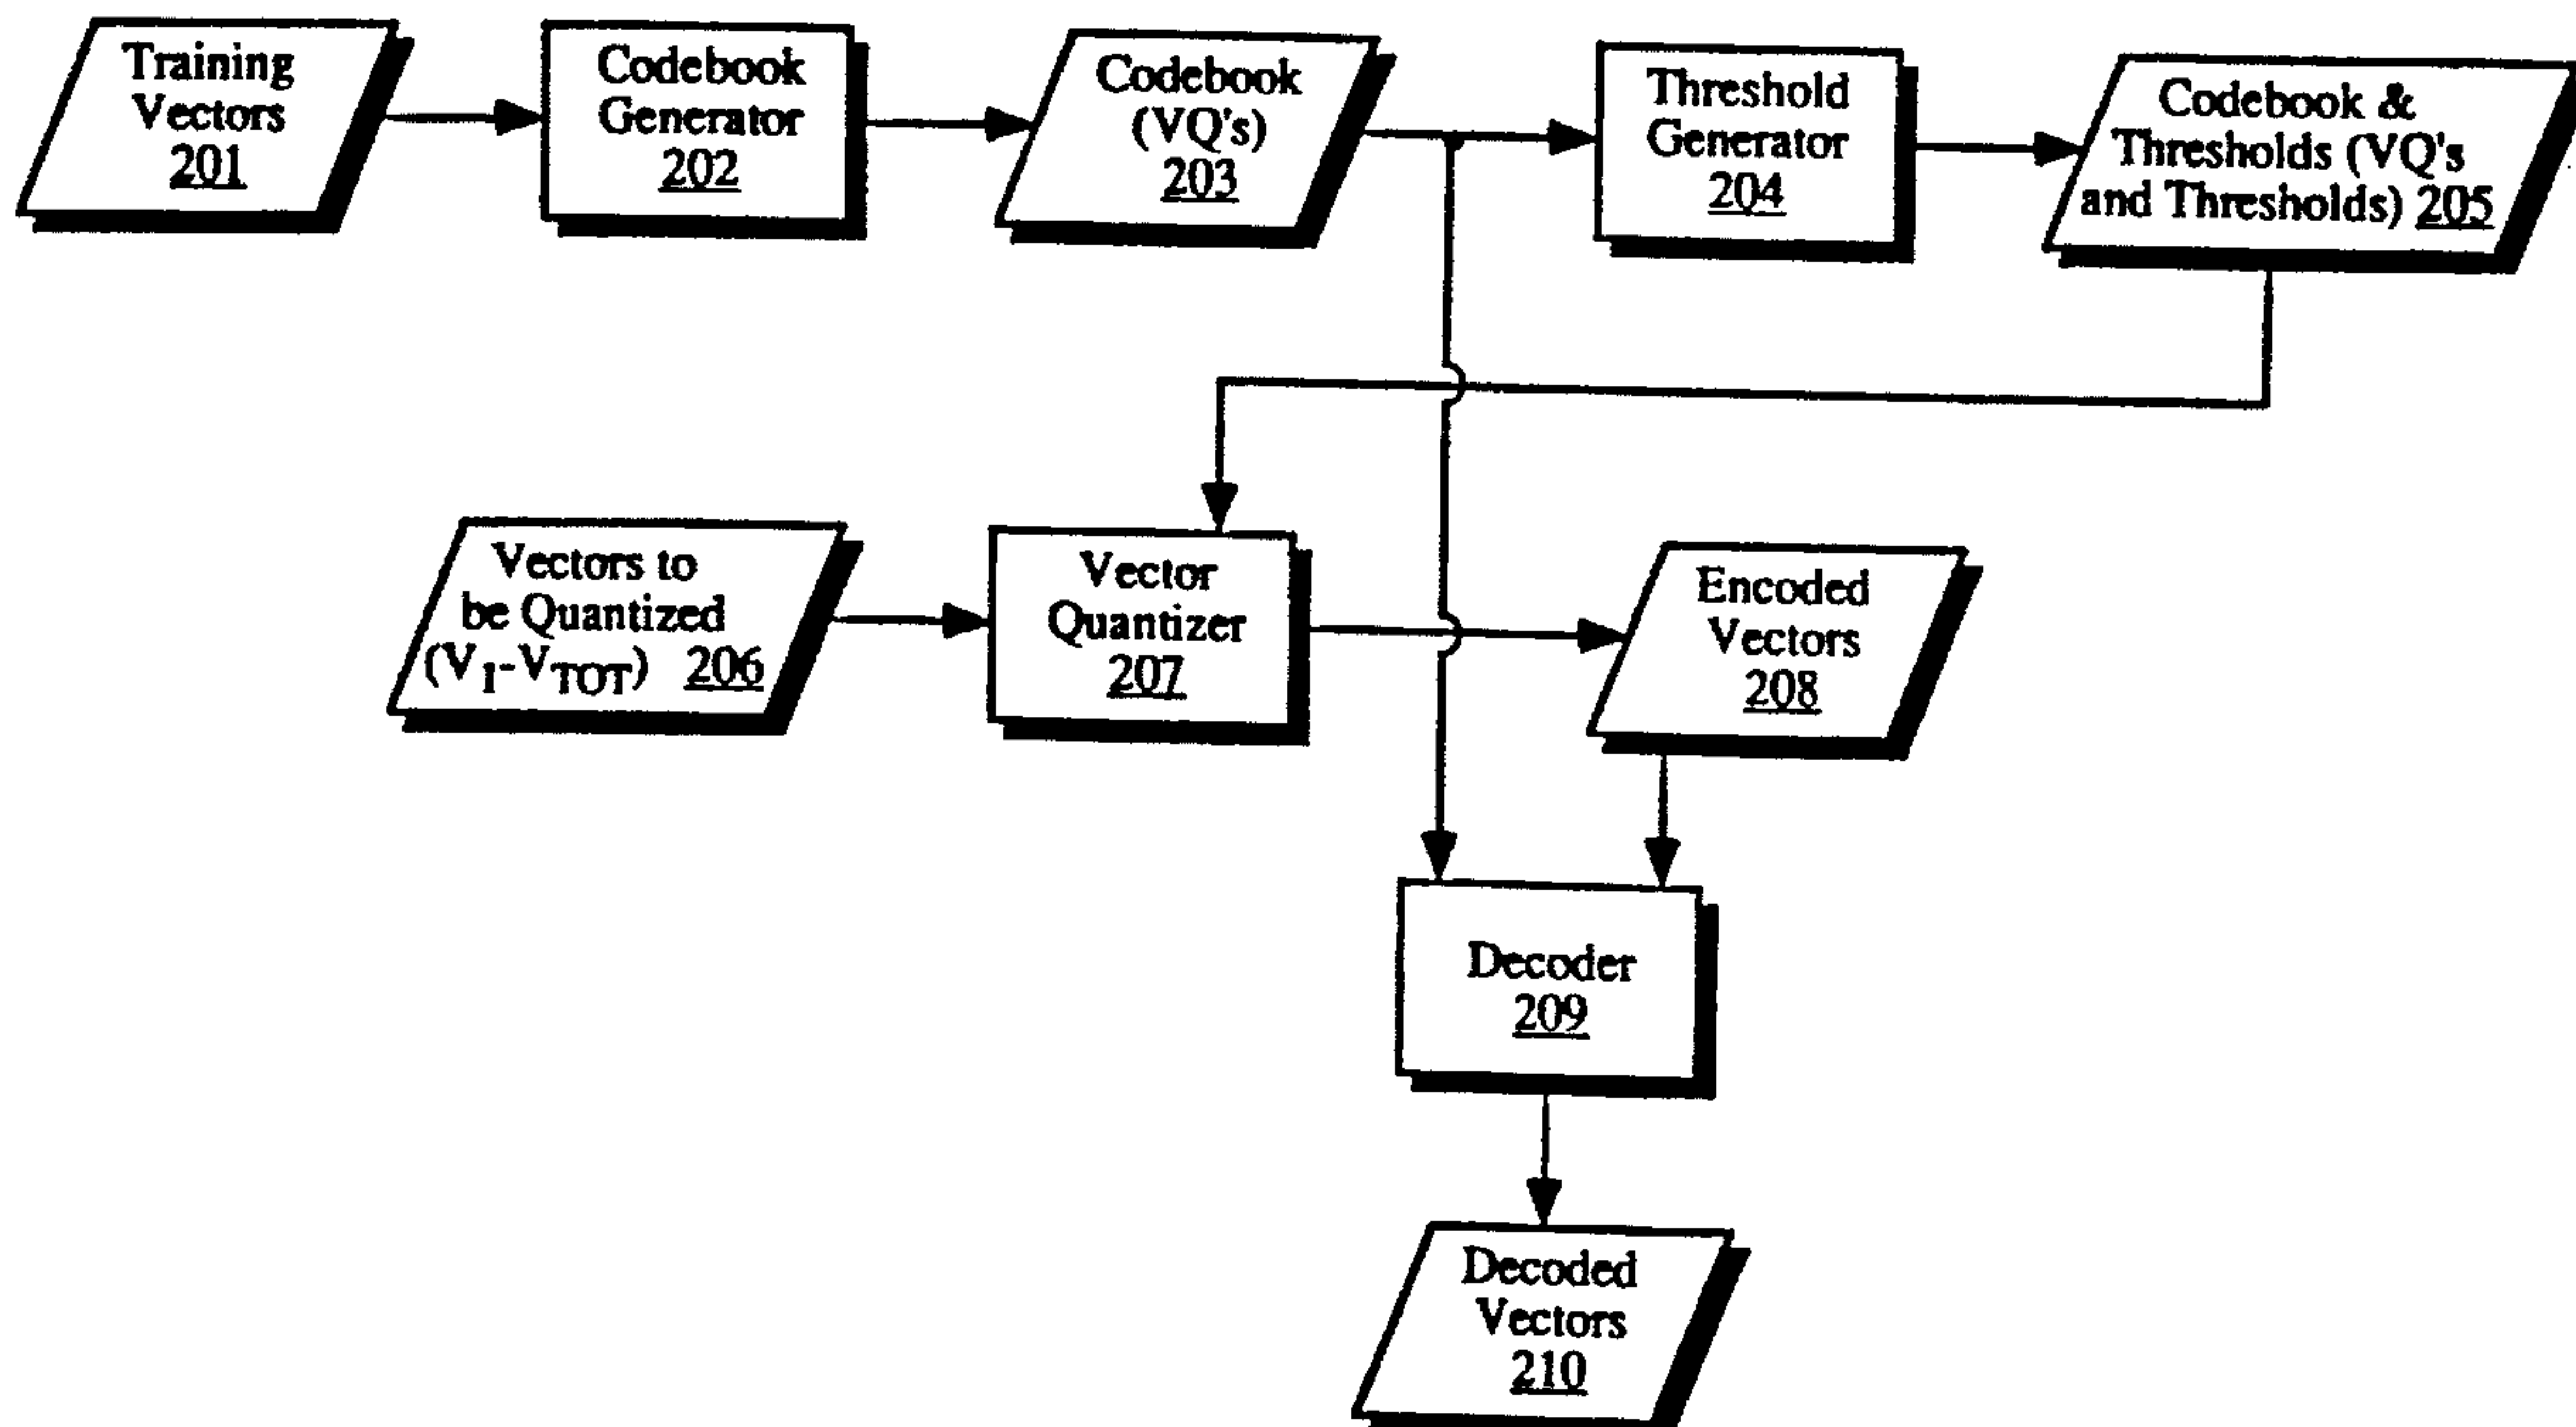 Training
Vectors
201
Codebook
Generator
202
Codebook
(VQ's)
203
Threshold
Generator
204
Codebook &
Thresholds (VQ's
and Thresholds) 205
Vectors to
be Quantized
(V1-VTOT) 206
Vector
Quantizer
207
Encoded
Vectors
208
Decoder
209
Decoded
Vectors
210